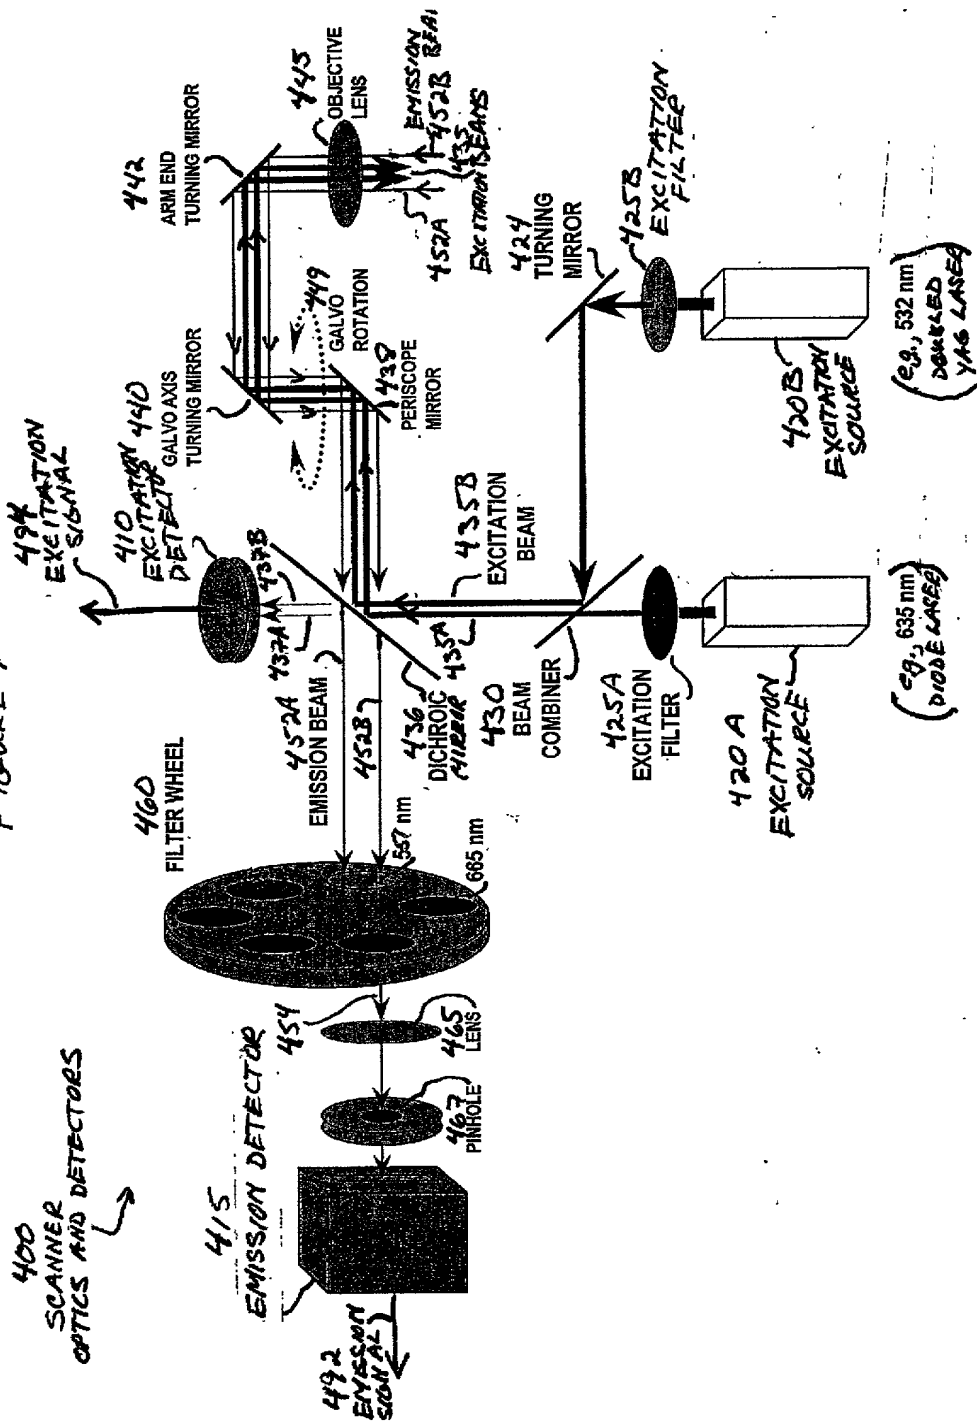 FIGURE 4
400
SCANNER
OPTICS AND DETECTORS
494
EXCITATION
SIGNAL
410
EXCITATION
DETECTOR
440
GALVO AXIS
TURNING MIRROR
442
ARM END
TURNING MIRROR
445
OBJECTIVE
LENS
449
GALVO
ROTATION
438
PERISCOPE
MIRROR
452A
EMISSION BEA
452B
435
EXCITATION BEAMS
437A
437B
460
FILTER WHEEL
452A
EMISSION BEAM
452B
567 nm
665 nm
436
DICHROIC
MIRROR
435A
435B
EXCITATION
BEAM
430
BEAM
COMBINER
424
TURNING
MIRROR
425B
EXCITATION
FILTER
425A
EXCITATION
FILTER
420A
EXCITATION
SOURCE
(e.g., 635 nm
DIODE LASER)
420B
EXCITATION
SOURCE
(e.g., 532 nm
DOUBLED
YAG LASER)
415
EMISSION DETECTOR
454
465
LENS
467
PINHOLE
492
EMISSION
SIGNAL